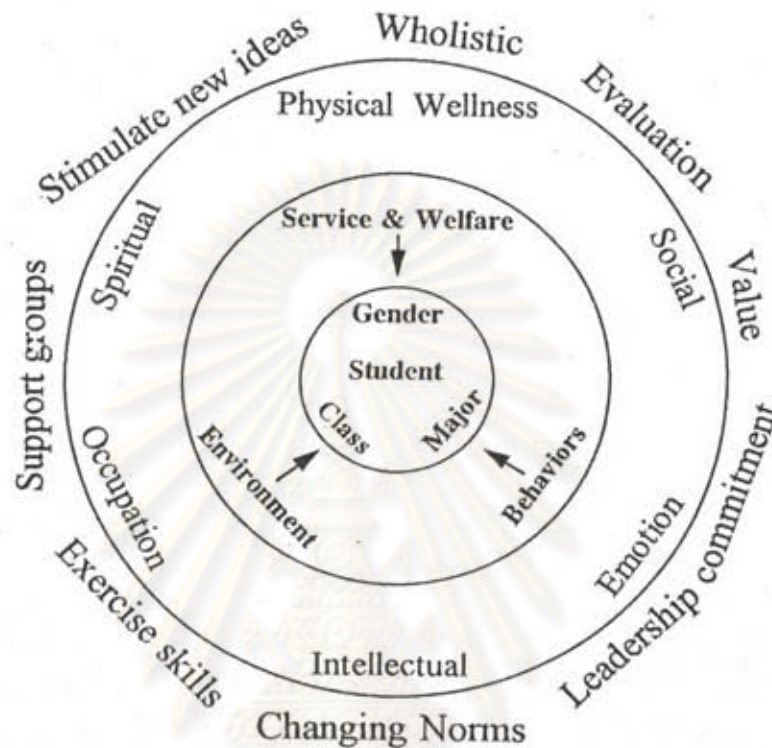 Wholistic
Evaluation
Value
Leadership commitment
Changing Norms
Exercise skills
Support groups
Stimulate new ideas
Physical Wellness
Social
Emotion
Intellectual
Occupation
Spiritual
Service & Welfare
Behaviors
Environment
Gender
Student
Class
Major